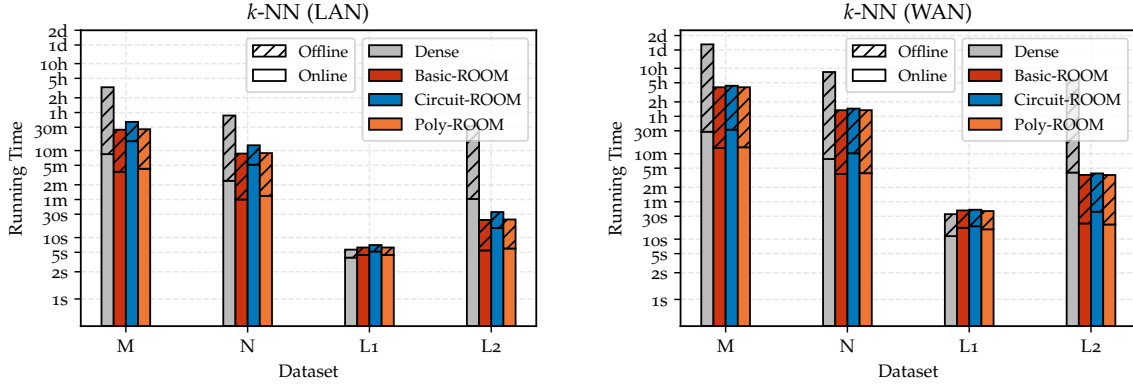 k-NN (LAN)
Running Time
2d
1d
10h
5h
2h
1h
30m
10m
5m
2m
1m
30s
10s
5s
2s
1s
Offline
Online
Dense
Basic-ROOM
Circuit-ROOM
Poly-ROOM
M
N
L1
L2
Dataset
k-NN (WAN)
Running Time
2d
1d
10h
5h
2h
1h
30m
10m
5m
2m
1m
30s
10s
5s
2s
1s
Offline
Online
Dense
Basic-ROOM
Circuit-ROOM
Poly-ROOM
M
N
L1
L2
Dataset